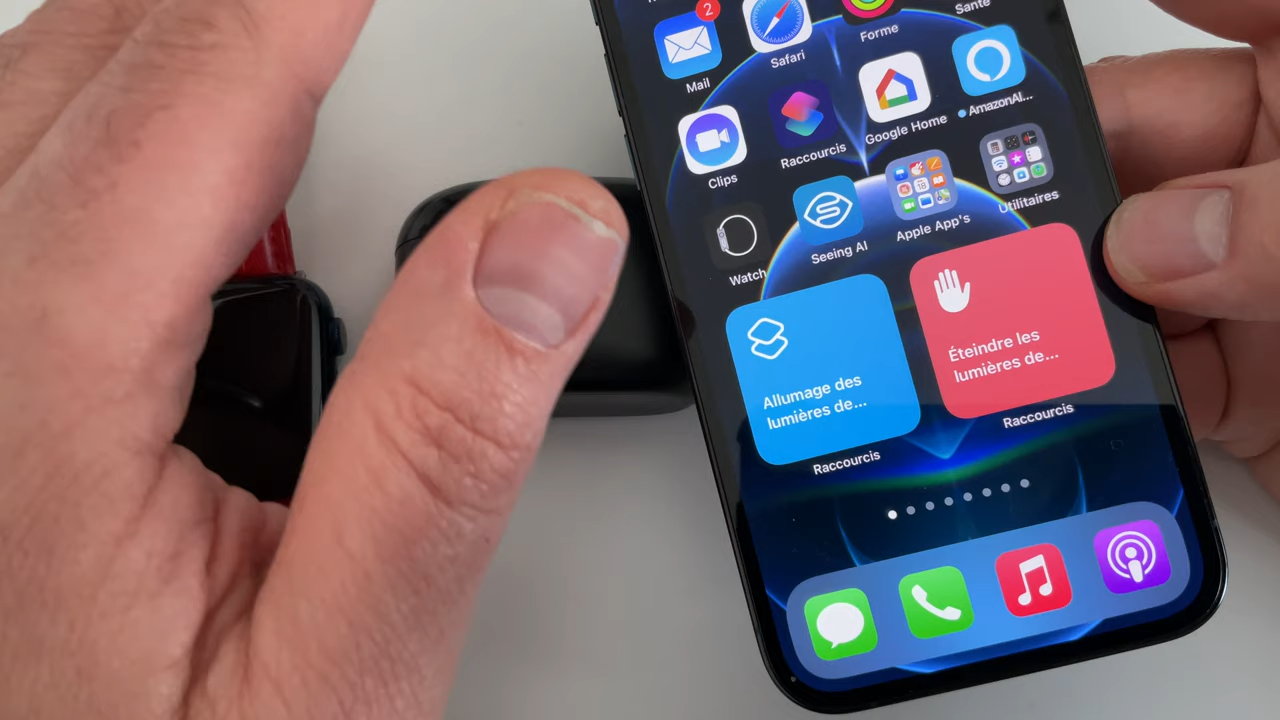 2
Mail
Safari
Forme
Santé
Clips
Raccourcis
Google Home
AmazonAl...
Watch
Seeing AI
Apple App's
Utilitaires
Allumage des
lumières de...
Raccourcis
Éteindre les
lumières de...
Raccourcis